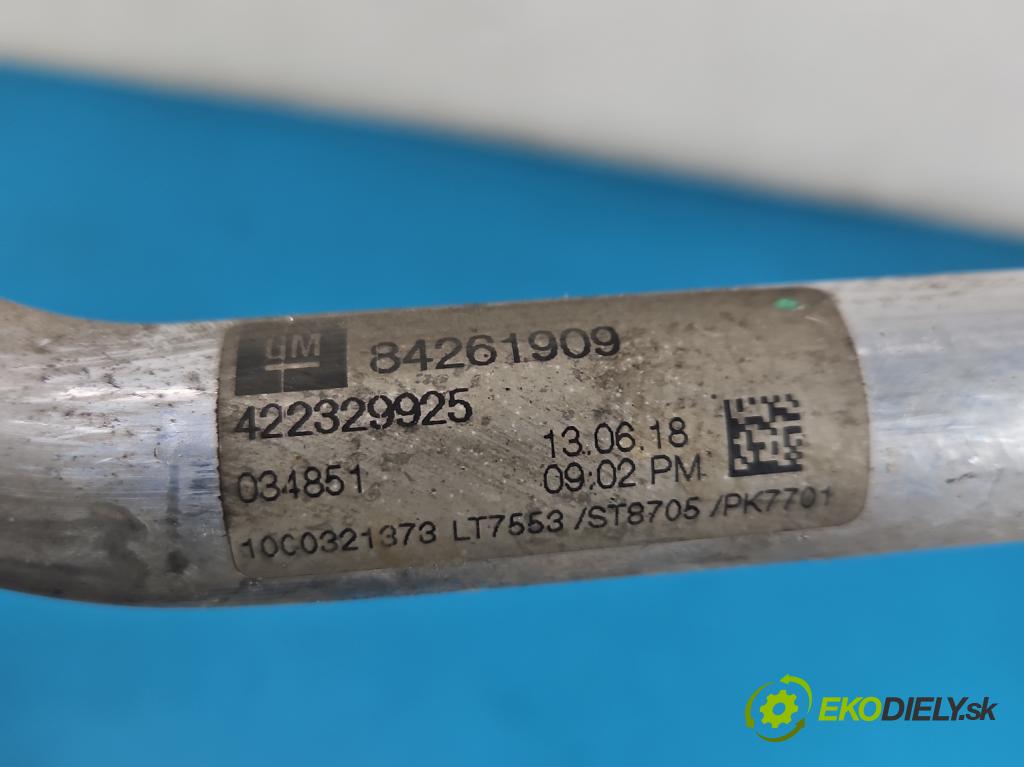 GM 84261909
422329925
034851
13.06.18
09:02 PM
10C0321373 LT7553 /ST8705 /PK7701
EKODIELY.sk